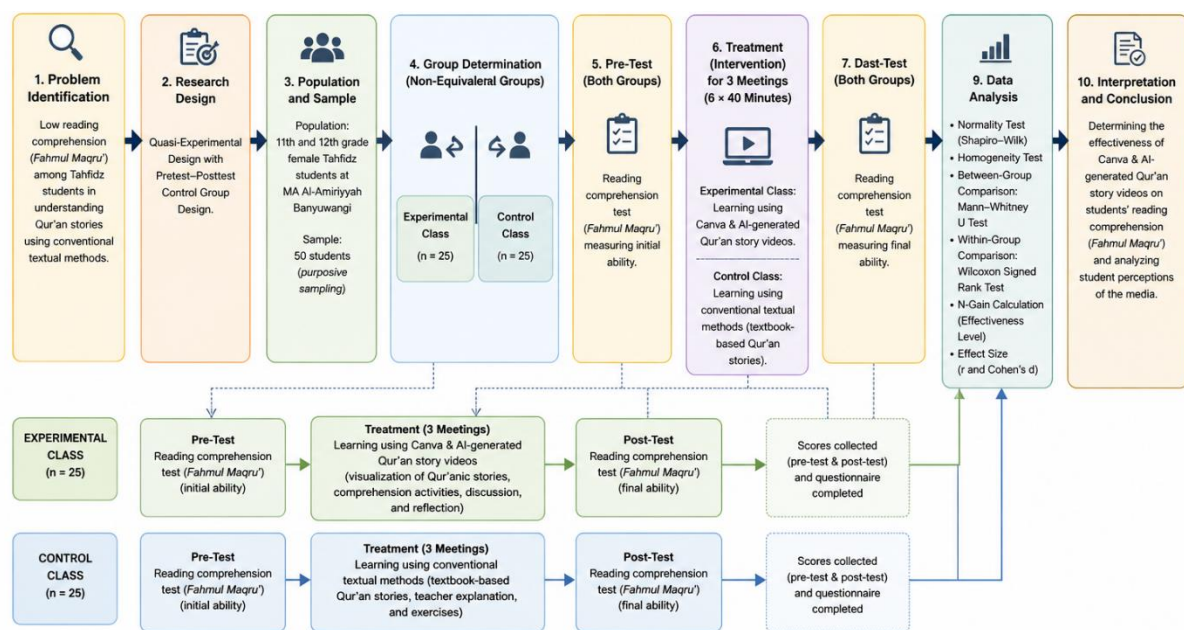 1. Problem
Identification
Low reading
comprehension
(Fahmul Maqru’)
among Tahfidz
students in
understanding
Qur’an stories
using conventional
textual methods.
2. Research
Design
Quasi-Experimental
Design with
Pretest–Posttest
Control Group
Design.
3. Population
and Sample
Population:
11th and 12th grade
female Tahfidz
students at
MA Al-Amiriyyah
Banyuwangi
Sample:
50 students
(purposive
sampling)
4. Group Determination
(Non-Equivaleral Groups)
Experimental
Class
(n = 25)
Control
Class
(n = 25)
5. Pre-Test
(Both Groups)
Reading
comprehension
test
(Fahmul Maqru’)
measuring initial
ability.
6. Treatment
(Intervention)
for 3 Meetings
(6 × 40 Minutes)
Experimental Class:
Learning using
Canva & AI-generated
Qur’an story videos.
Control Class:
Learning using
conventional textual
methods (textbook-
based Qur’an
stories).
7. Dast-Test
(Both Groups)
Reading
comprehension
test
(Fahmul Maqru’)
measuring final
ability.
9. Data
Analysis
• Normality Test
(Shapiro–Wilk)
• Homogeneity Test
• Between-Group
Comparison:
Mann–Whitney
U Test
• Within-Group
Comparison:
Wilcoxon Signed
Rank Test
• N-Gain Calculation
(Effectiveness
Level)
• Effect Size
(r and Cohen’s d)
10. Interpretation
and Conclusion
Determining the
effectiveness of
Canva & AI-
generated Qur’an
story videos on
students’ reading
comprehension
(Fahmul Maqru’)
and analyzing
student perceptions
of the media.
EXPERIMENTAL
CLASS
(n = 25)
Pre-Test
Reading comprehension
test (Fahmul Maqru’)
(initial ability)
Treatment (3 Meetings)
Learning using Canva & AI-generated
Qur’an story videos
(visualization of Qur’anic stories,
comprehension activities, discussion,
and reflection)
Post-Test
Reading comprehension
test (Fahmul Maqru’)
(final ability)
Scores collected
(pre-test & post-test)
and questionnaire
completed
CONTROL
CLASS
(n = 25)
Pre-Test
Reading comprehension
test (Fahmul Maqru’)
(initial ability)
Treatment (3 Meetings)
Learning using conventional
textual methods (textbook-based
Qur’an stories, teacher explanation,
and exercises)
Post-Test
Reading comprehension
test (Fahmul Maqru’)
(final ability)
Scores collected
(pre-test & post-test)
and questionnaire
completed